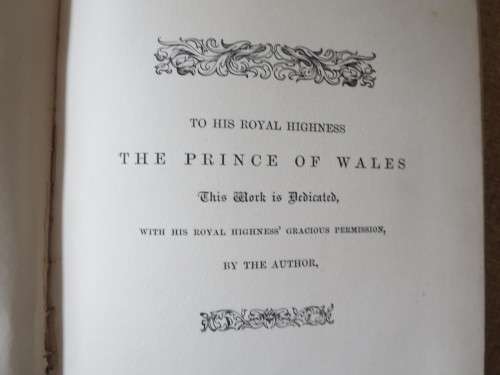 TO HIS ROYAL HIGHNESS
THE PRINCE OF WALES
This Work is Dedicated,
WITH HIS ROYAL HIGHNESS' GRACIOUS PERMISSION,
BY THE AUTHOR.